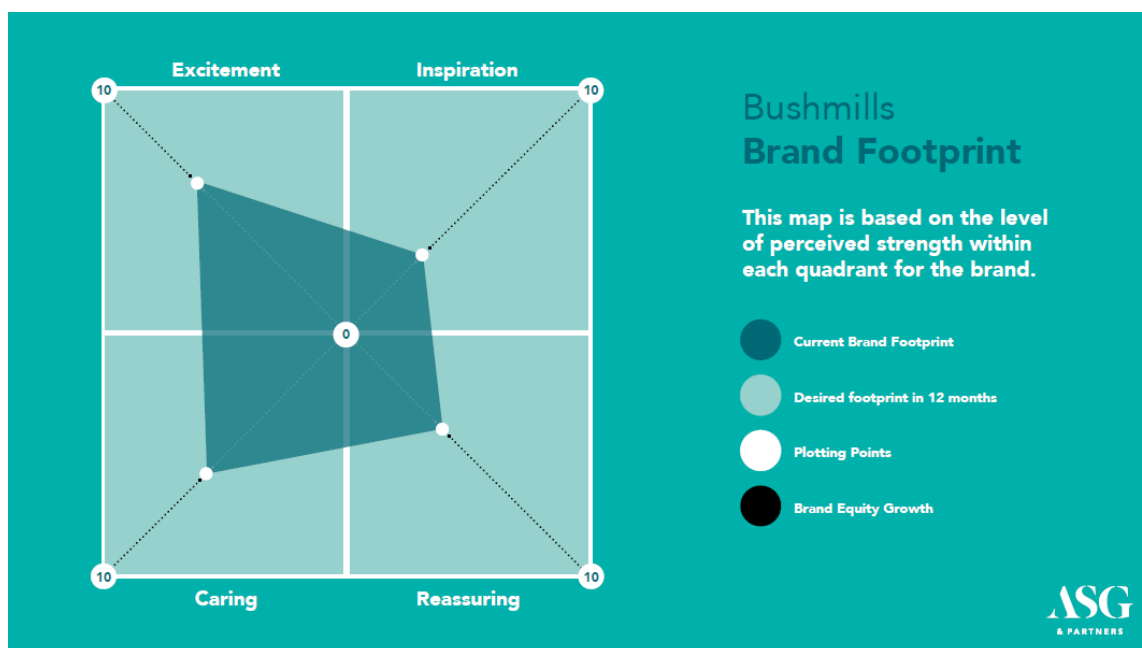 Excitement
Inspiration
10
10
0
10
10
Caring
Reassuring
Bushmills
Brand Footprint
This map is based on the level
of perceived strength within
each quadrant for the brand.
Current Brand Footprint
Desired footprint in 12 months
Plotting Points
Brand Equity Growth
ASG
& PARTNERS